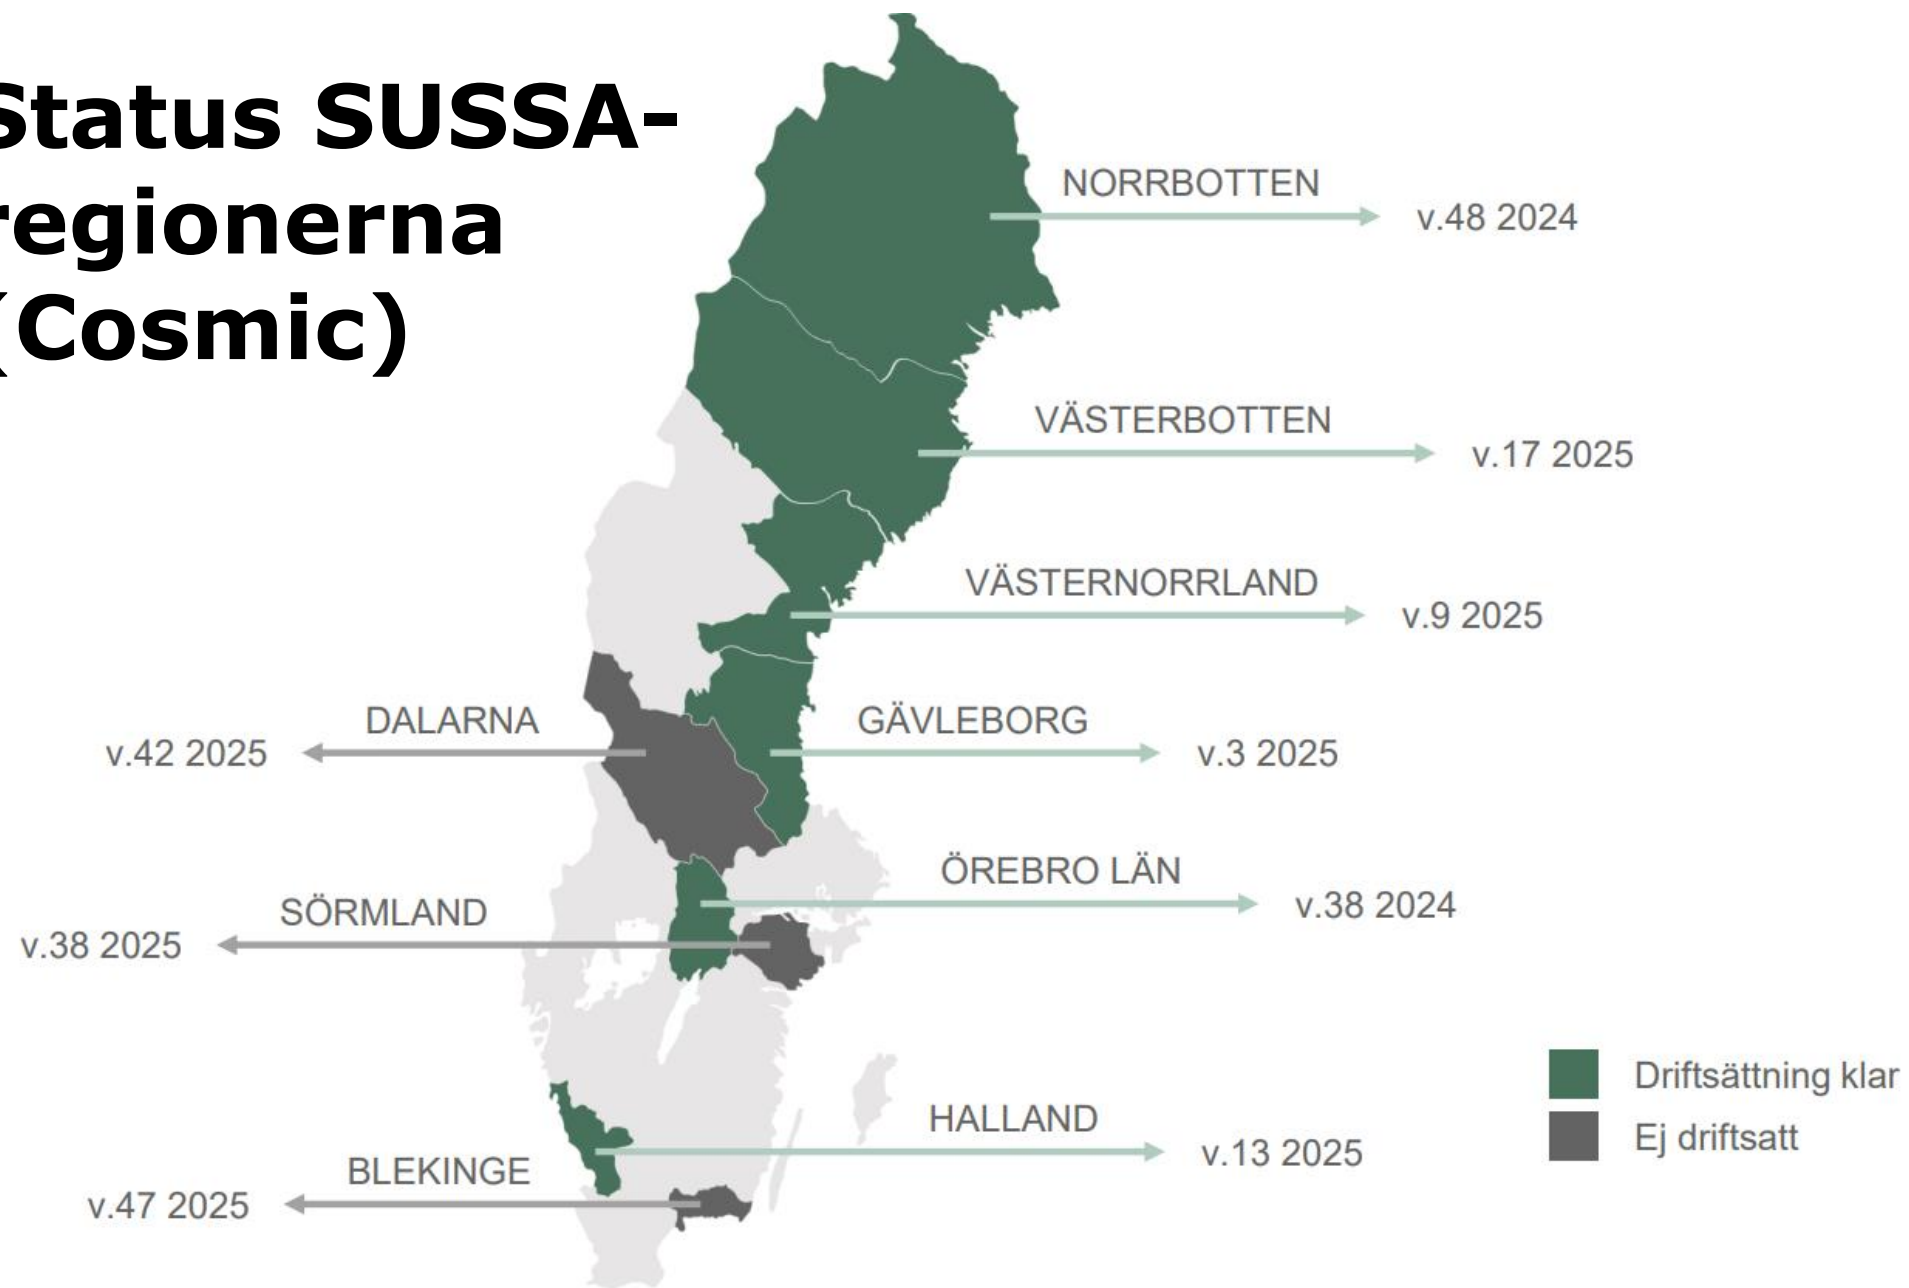 Status SUSSA-
regionerna
(Cosmic)
NORRBOTTEN
v.48 2024
VÄSTERBOTTEN
v.17 2025
VÄSTERNORRLAND
v.9 2025
DALARNA
v.42 2025
GÄVLEBORG
v.3 2025
ÖREBRO LÄN
v.38 2024
SÖRMLAND
v.38 2025
HALLAND
v.13 2025
BLEKINGE
v.47 2025
Driftsättning klar
Ej driftsatt